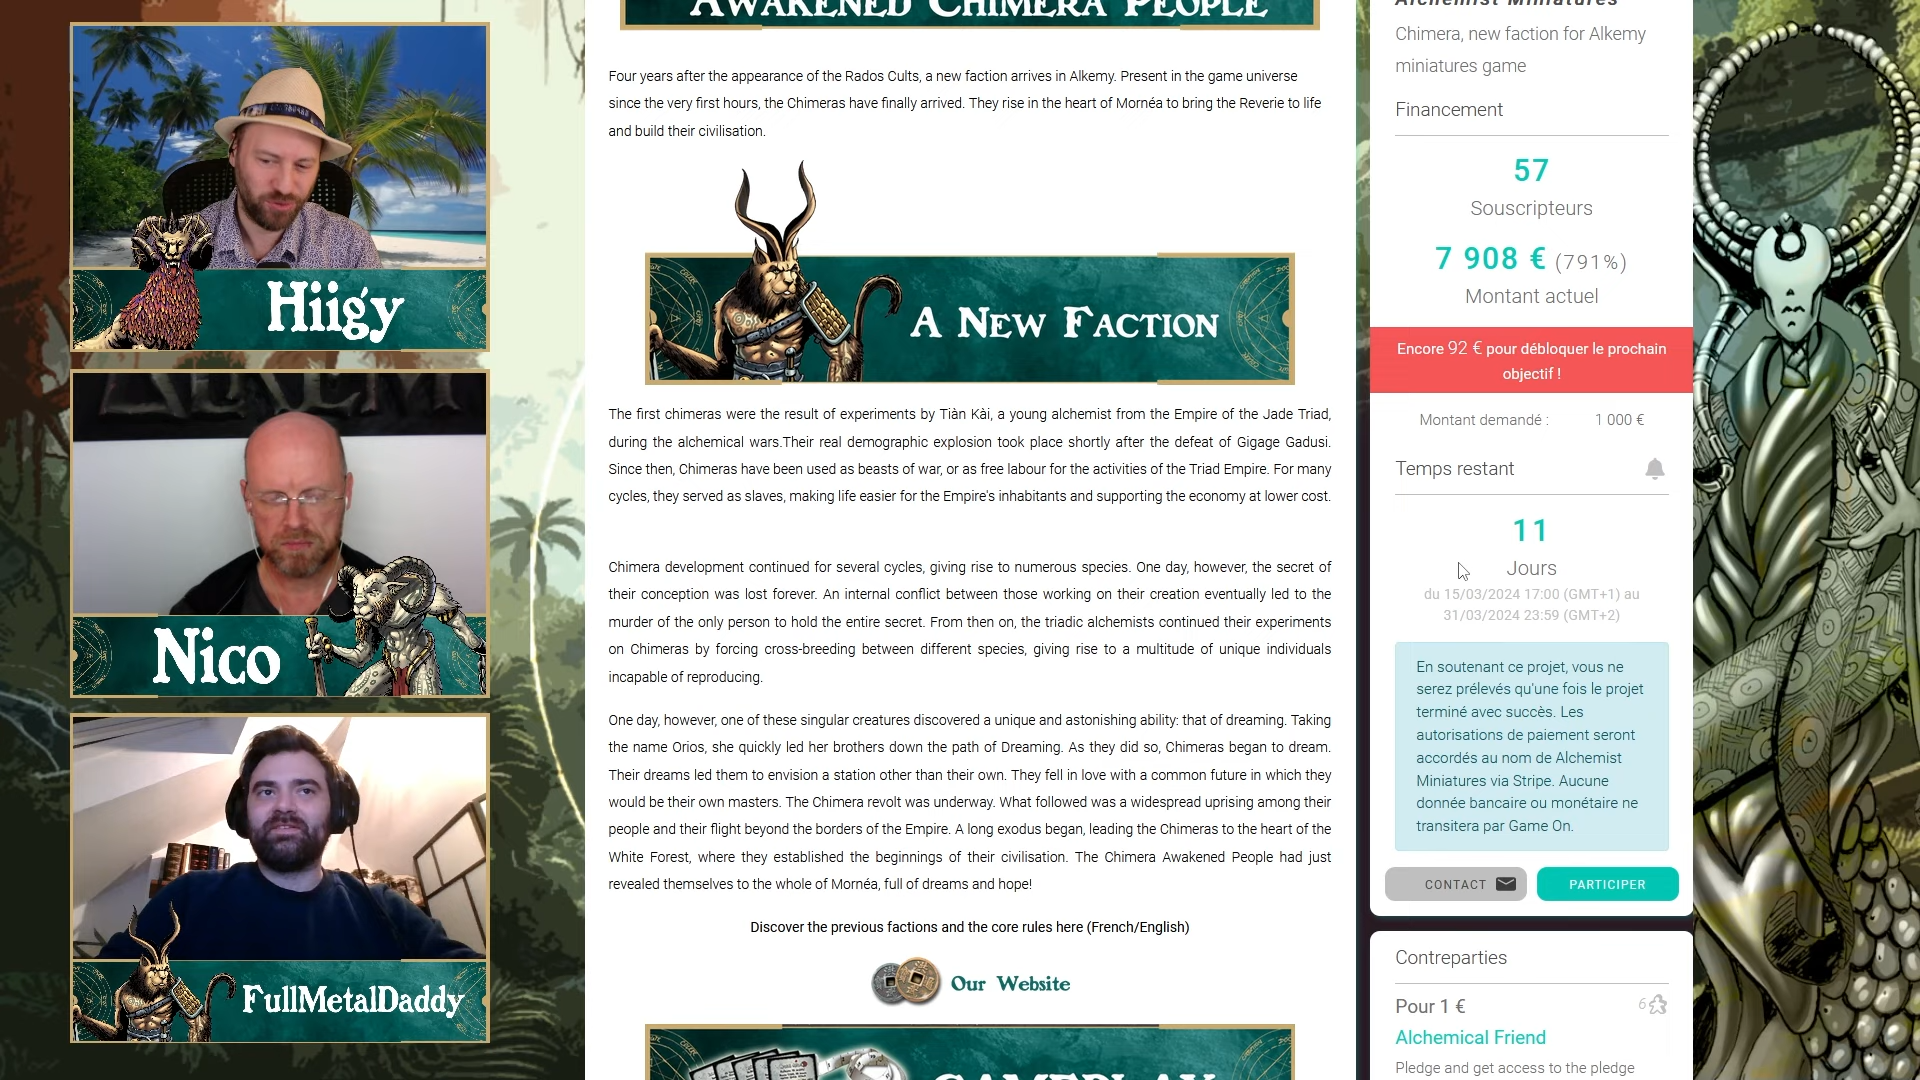 Hiigy
Nico
FullMetalDaddy
AWAKENED CHIMERA PEOPLE
Four years after the appearance of the Rados Cults, a new faction arrives in Alkemy. Present in the game universe
since the very first hours, the Chimeras have finally arrived. They rise in the heart of Mornéa to bring the Reverie to life
and build their civilisation.
A NEW FACTION
The first chimeras were the result of experiments by Tiàn Kài, a young alchemist from the Empire of the Jade Triad,
during the alchemical wars.Their real demographic explosion took place shortly after the defeat of Gigage Gadusi.
Since then, Chimeras have been used as beasts of war, or as free labour for the activities of the Triad Empire. For many
cycles, they served as slaves, making life easier for the Empire's inhabitants and supporting the economy at lower cost.
Chimera development continued for several cycles, giving rise to numerous species. One day, however, the secret of
their conception was lost forever. An internal conflict between those working on their creation eventually led to the
murder of the only person to hold the entire secret. From then on, the triadic alchemists continued their experiments
on Chimeras by forcing cross-breeding between different species, giving rise to a multitude of unique individuals
incapable of reproducing.
One day, however, one of these singular creatures discovered a unique and astonishing ability: that of dreaming. Taking
the name Orios, she quickly led her brothers down the path of Dreaming. As they did so, Chimeras began to dream.
Their dreams led them to envision a station other than their own. They fell in love with a common future in which they
would be their own masters. The Chimera revolt was underway. What followed was a widespread uprising among their
people and their flight beyond the borders of the Empire. A long exodus began, leading the Chimeras to the heart of the
White Forest, where they established the beginnings of their civilisation. The Chimera Awakened People had just
revealed themselves to the whole of Mornéa, full of dreams and hope!
Discover the previous factions and the core rules here (French/English)
Our Website
GAMEPLAY
Alchemist Miniatures
Chimera, new faction for Alkemy
miniatures game
Financement
57
Souscripteurs
7 908 € (791%)
Montant actuel
Encore 92 € pour débloquer le prochain
objectif !
Montant demandé : 1 000 €
Temps restant
11
Jours
du 15/03/2024 17:00 (GMT+1) au
31/03/2024 23:59 (GMT+2)
En soutenant ce projet, vous ne
serez prélevés qu'une fois le projet
terminé avec succès. Les
autorisations de paiement seront
accordés au nom de Alchemist
Miniatures via Stripe. Aucune
donnée bancaire ou monétaire ne
transitera par Game On.
CONTACT
PARTICIPER
Contreparties
Pour 1 € 6
Alchemical Friend
Pledge and get access to the pledge